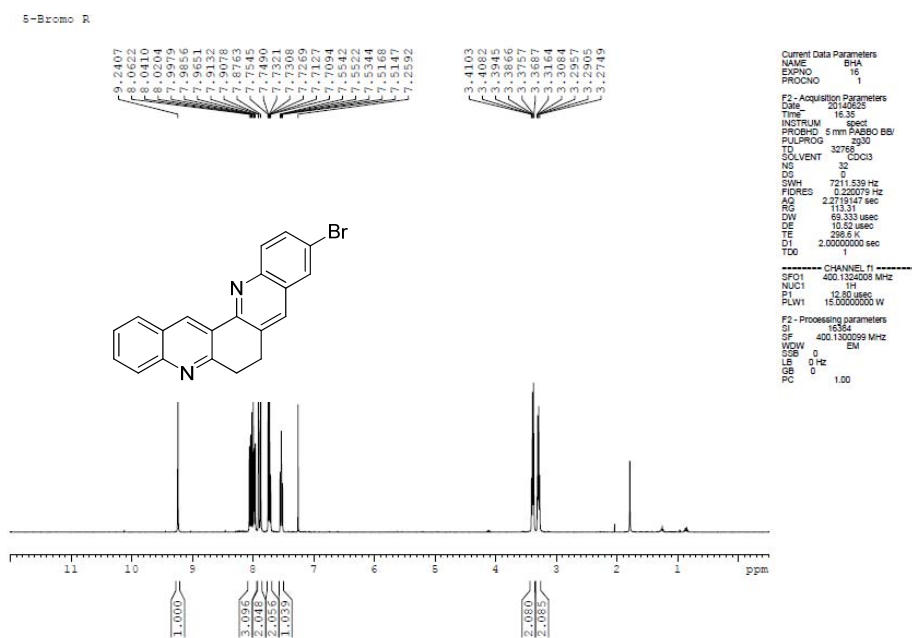 5-Bromo R
9.2407
8.0622
8.0410
8.0204
7.9979
7.9856
7.9651
7.9132
7.9078
7.8763
7.7545
7.7490
7.7321
7.7308
7.7269
7.7127
7.7094
7.5542
7.5522
7.5344
7.5168
7.5147
7.2592
3.4103
3.4082
3.3945
3.3866
3.3757
3.3687
3.3164
3.3084
3.2957
3.2905
3.2749
Current Data Parameters
NAME BHA
EXPNO 16
PROCNO 1
F2 - Acquisition Parameters
Date_ 20140625
Time 16.35
INSTRUM spect
PROBHD 5 mm PABBO BB/
PULPROG zg30
TD 32768
SOLVENT CDCl3
NS 32
DS 0
SWH 7211.539 Hz
FIDRES 0.220079 Hz
AQ 2.2719147 sec
RG 113.31
DW 69.333 usec
DE 10.52 usec
TE 298.6 K
D1 2.00000000 sec
TD0 1
======== CHANNEL f1 ========
SFO1 400.1324008 MHz
NUC1 1H
P1 12.80 usec
PLW1 15.00000000 W
F2 - Processing parameters
SI 16384
SF 400.1300099 MHz
WDW EM
SSB 0
LB 0 Hz
GB 0
PC 1.00
Br
N
N
11 10 9 8 7 6 5 4 3 2 1 ppm
1.000
3.096
2.048
2.056
1.039
2.080
2.085